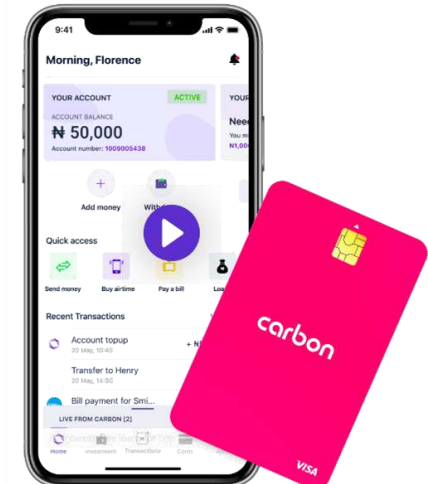 9:41
Morning, Florence
YOUR ACCOUNT
ACTIVE
YOUR
ACCOUNT BALANCE
₦ 50,000
Account number: 1009005438
Need
You mi
N1,00
Add money
With
Quick access
Send money
Buy airtime
Pay a bill
Loa
Recent Transactions
Account topup
20 May, 10:40
+ ₦
Transfer to Henry
20 May, 14:50
Bill payment for Smi...
LIVE FROM CARBON [2]
Home
Investment
Transactions
Cards
carbon
VISA